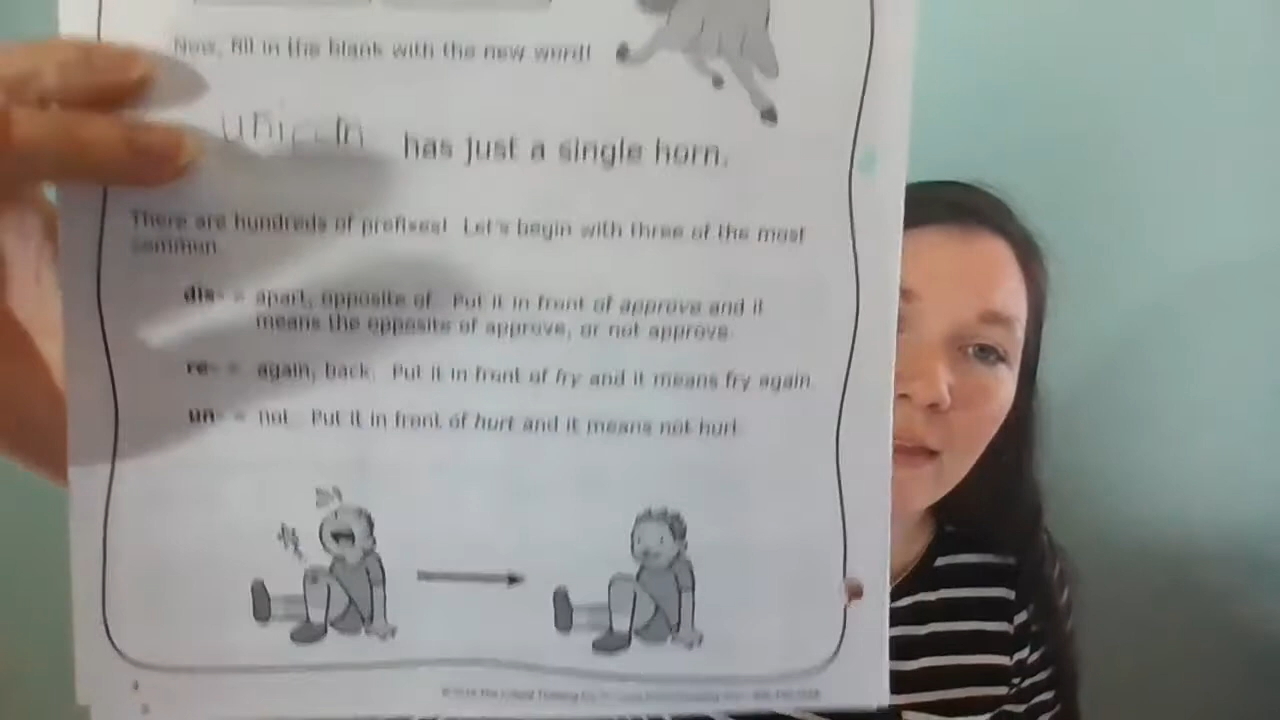 Now, fill in the blank with the new word!
has just a single horn.
There are hundreds of prefixes! Let's begin with three of the most
common.
dis- = apart, opposite of. Put it in front of approve and it
means the opposite of approve, or not approve.
re- = again, back. Put it in front of fry and it means fry again.
un- = not. Put it in front of hurt and it means not hurt.